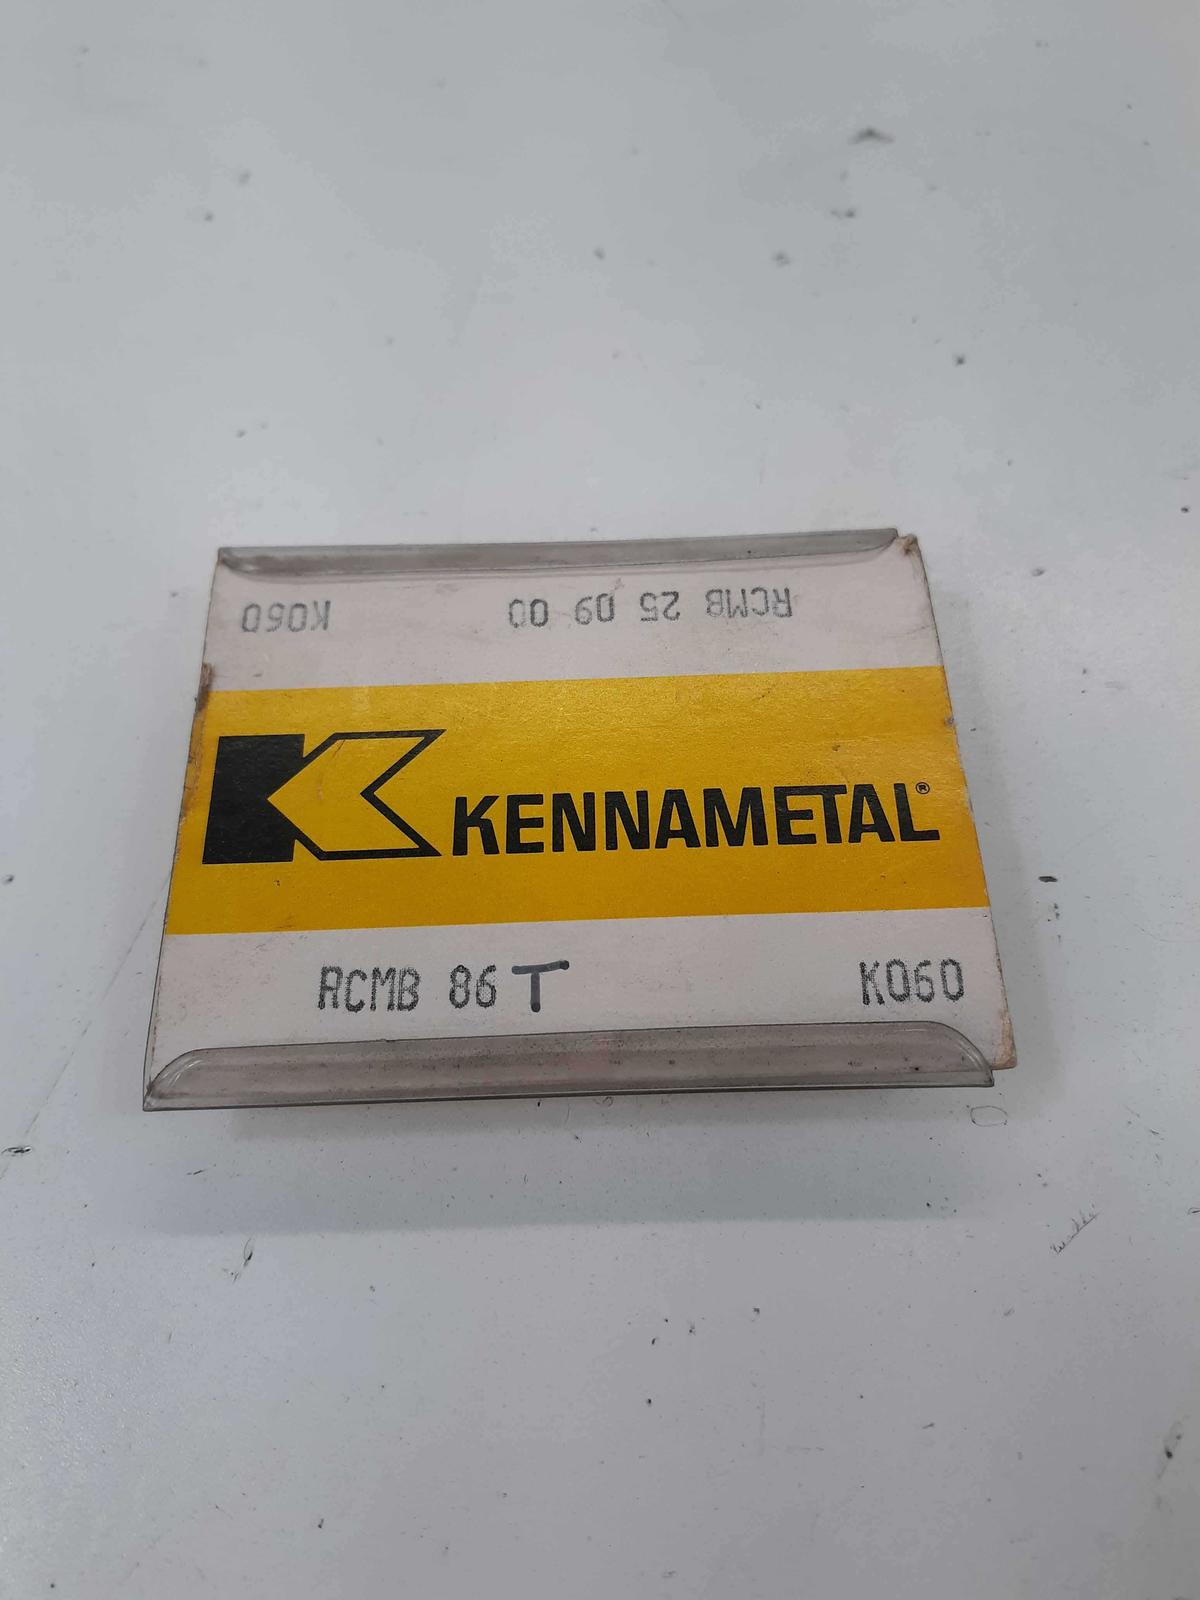 RCMB 25 09 00 K060
KENNAMETAL®
RCMB 86 T K060